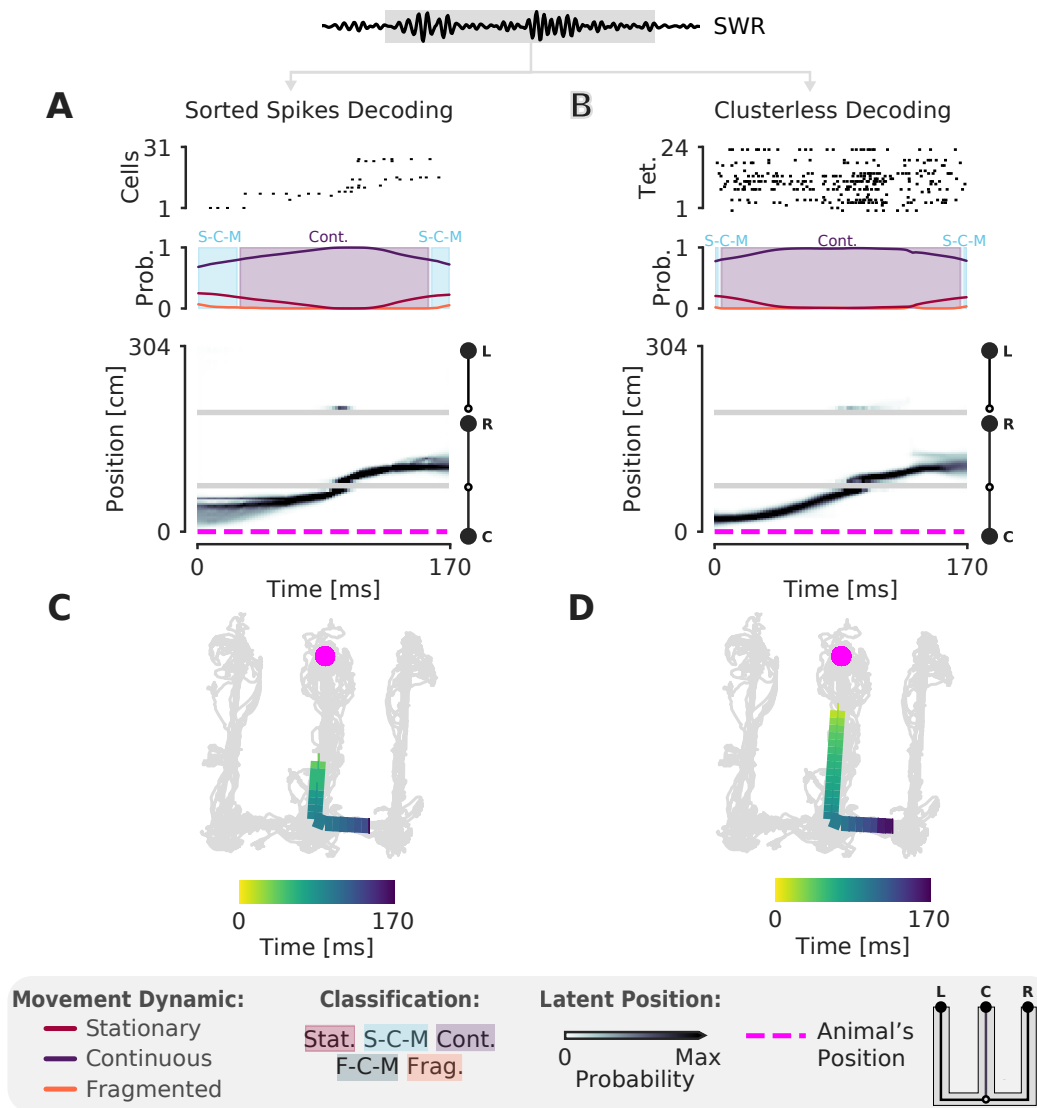 SWR
A
Sorted Spikes Decoding
31
Cells
1
S-C-M Cont. S-C-M
1
Prob.
0
304
Position [cm]
0
L
R
C
0 170
Time [ms]
B
Clusterless Decoding
24
Tet.
1
S-C-M Cont. S-C-M
1
Prob.
0
304
Position [cm]
0
L
R
C
0 170
Time [ms]
C
0 170
Time [ms]
D
0 170
Time [ms]
Movement Dynamic:
Stationary
Continuous
Fragmented
Classification:
Stat. S-C-M Cont.
F-C-M Frag.
Latent Position:
0 Max
Probability
Animal's
Position
L C R